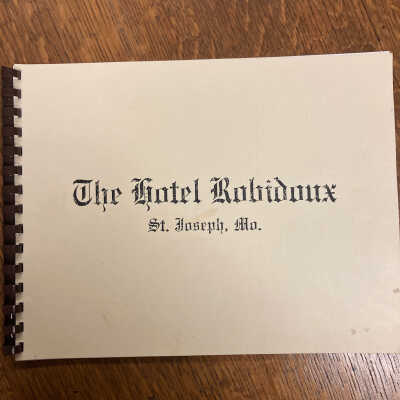 The Hotel Robidoux
St. Joseph, Mo.